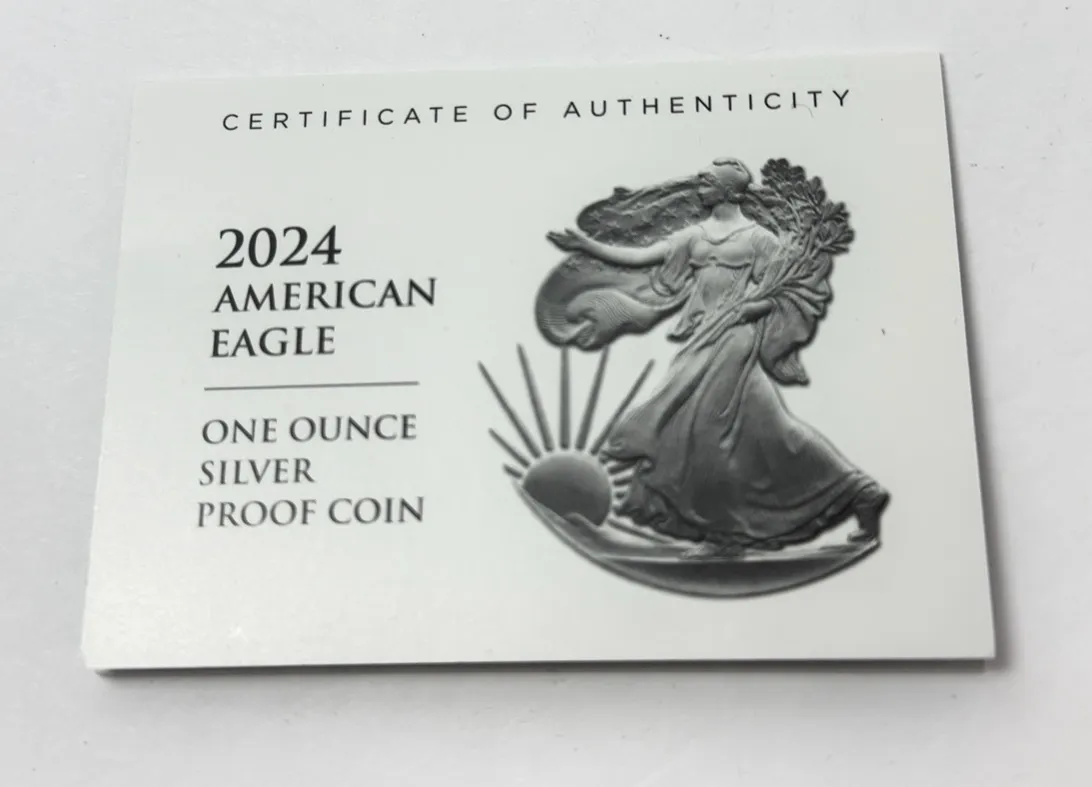 CERTIFICATE OF AUTHENTICITY
2024
AMERICAN
EAGLE
ONE OUNCE
SILVER
PROOF COIN